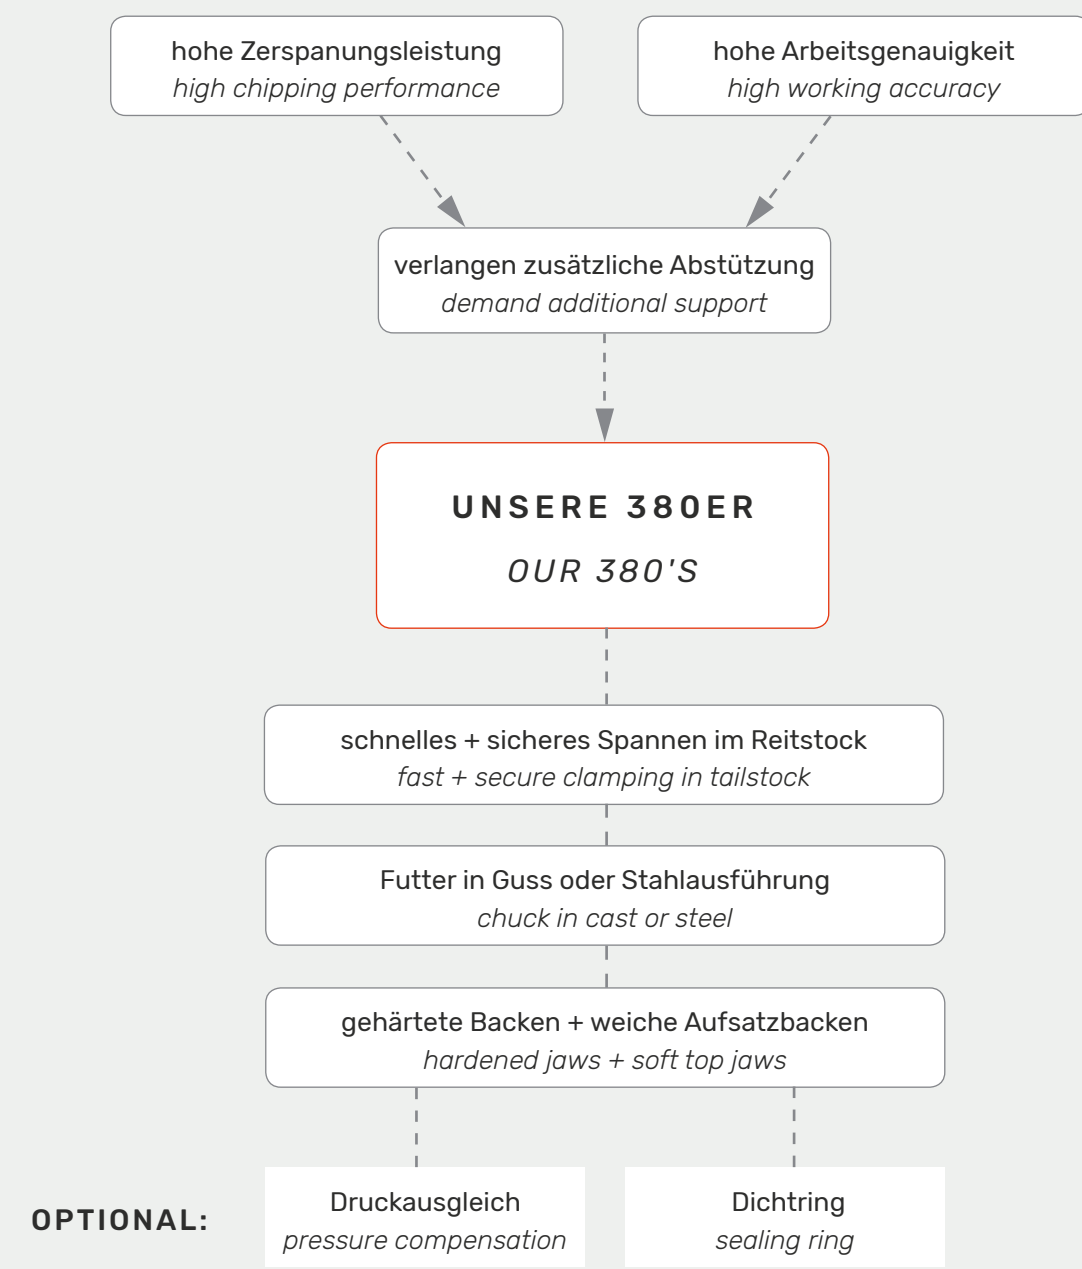 hohe Zerspanungsleistung
high chipping performance
hohe Arbeitsgenauigkeit
high working accuracy
verlangen zusätzliche Abstützung
demand additional support
UNSERE 380ER
OUR 380'S
schnelles + sicheres Spannen im Reitstock
fast + secure clamping in tailstock
Futter in Guss oder Stahlausführung
chuck in cast or steel
gehärtete Backen + weiche Aufsatzbacken
hardened jaws + soft top jaws
OPTIONAL:
Druckausgleich
pressure compensation
Dichtring
sealing ring